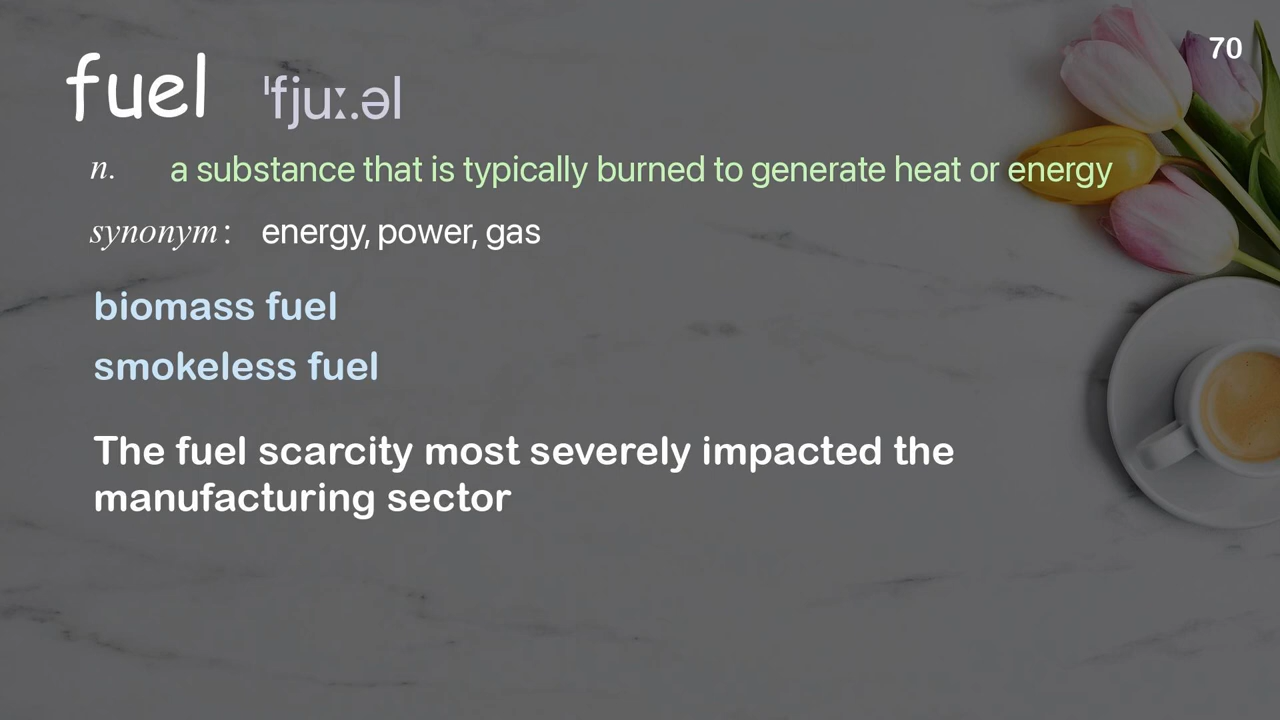 70
fuel ˈfjuː.əl
n. a substance that is typically burned to generate heat or energy
synonym: energy, power, gas
biomass fuel
smokeless fuel
The fuel scarcity most severely impacted the
manufacturing sector